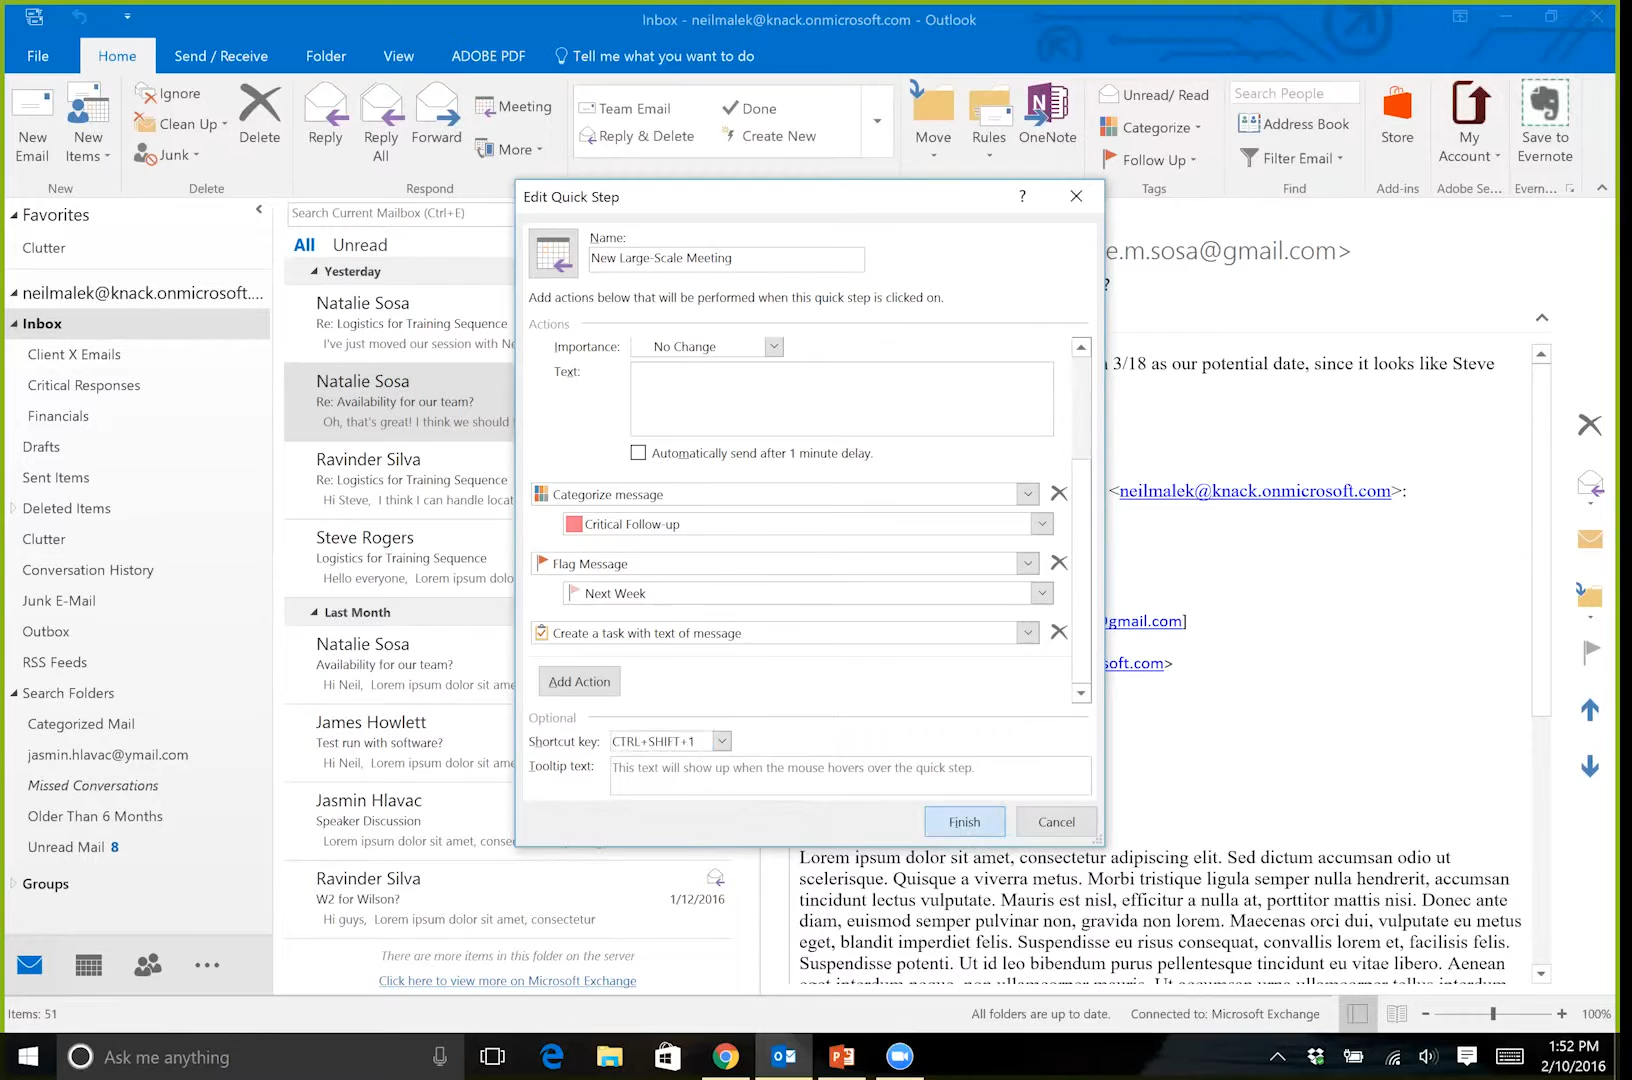 Inbox - neilmalek@knack.onmicrosoft.com - Outlook
File Home Send / Receive Folder View ADOBE PDF Tell me what you want to do
New Email
New Items
New
Ignore
Clean Up
Junk
Delete
Delete
Reply
Reply All
Forward
Meeting
More
Respond
Team Email
Reply & Delete
Done
Create New
Move
Rules
OneNote
Unread/ Read
Categorize
Follow Up
Tags
Search People
Address Book
Filter Email
Find
Store
Add-ins
My Account
Adobe Se...
Save to Evernote
Evern...
Favorites
Clutter
neilmalek@knack.onmicrosoft....
Inbox
Client X Emails
Critical Responses
Financials
Drafts
Sent Items
Deleted Items
Clutter
Conversation History
Junk E-Mail
Outbox
RSS Feeds
Search Folders
Categorized Mail
jasmin.hlavac@ymail.com
Missed Conversations
Older Than 6 Months
Unread Mail 8
Groups
Search Current Mailbox (Ctrl+E)
All Unread
Yesterday
Natalie Sosa
Re: Logistics for Training Sequence
I've just moved our session with Ne
Natalie Sosa
Re: Availability for our team?
Oh, that's great! I think we should
Ravinder Silva
Re: Logistics for Training Sequence
Hi Steve, I think I can handle locat
Steve Rogers
Logistics for Training Sequence
Hello everyone, Lorem ipsum dolo
Last Month
Natalie Sosa
Availability for our team?
Hi Neil, Lorem ipsum dolor sit ame
James Howlett
Test run with software?
Hi Neil, Lorem ipsum dolor sit ame
Jasmin Hlavac
Speaker Discussion
Lorem ipsum dolor sit amet, conse
Ravinder Silva
W2 for Wilson? 1/12/2016
Hi guys, Lorem ipsum dolor sit amet, consectetur
There are more items in this folder on the server
Click here to view more on Microsoft Exchange
Edit Quick Step ?
Name:
New Large-Scale Meeting
Add actions below that will be performed when this quick step is clicked on.
Actions
Importance: No Change
Text:
Automatically send after 1 minute delay.
Categorize message
Critical Follow-up
Flag Message
Next Week
Create a task with text of message
Add Action
Optional
Shortcut key: CTRL+SHIFT+1
Tooltip text: This text will show up when the mouse hovers over the quick step.
Finish Cancel
e.m.sosa@gmail.com>
?
3/18 as our potential date, since it looks like Steve
<neilmalek@knack.onmicrosoft.com>:
gmail.com]
soft.com>
Lorem ipsum dolor sit amet, consectetur adipiscing elit. Sed dictum accumsan odio ut
scelerisque. Quisque a viverra metus. Morbi tristique ligula semper nulla hendrerit, accumsan
tincidunt lectus vulputate. Mauris est nisl, efficitur a nulla at, porttitor mattis nisi. Donec ante
diam, euismod semper pulvinar non, gravida non lorem. Maecenas orci dui, vulputate eu metus
eget, blandit imperdiet felis. Suspendisse eu risus consequat, convallis lorem et, facilisis felis.
Suspendisse potenti. Ut id leo bibendum purus pellentesque tincidunt eu vitae libero. Aenean
Items: 51
All folders are up to date. Connected to: Microsoft Exchange 100%
Ask me anything
1:52 PM
2/10/2016